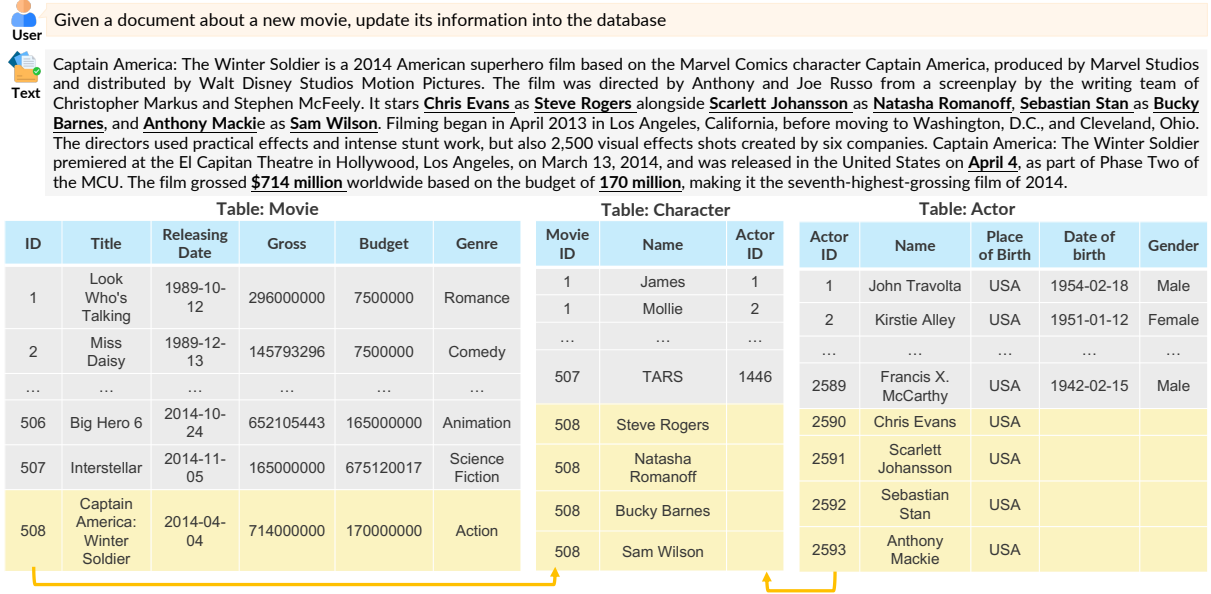 User
Given a document about a new movie, update its information into the database
Text
Captain America: The Winter Soldier is a 2014 American superhero film based on the Marvel Comics character Captain America, produced by Marvel Studios
and distributed by Walt Disney Studios Motion Pictures. The film was directed by Anthony and Joe Russo from a screenplay by the writing team of
Christopher Markus and Stephen McFeely. It stars Chris Evans as Steve Rogers alongside Scarlett Johansson as Natasha Romanoff, Sebastian Stan as Bucky
Barnes, and Anthony Mackie as Sam Wilson. Filming began in April 2013 in Los Angeles, California, before moving to Washington, D.C., and Cleveland, Ohio.
The directors used practical effects and intense stunt work, but also 2,500 visual effects shots created by six companies. Captain America: The Winter Soldier
premiered at the El Capitan Theatre in Hollywood, Los Angeles, on March 13, 2014, and was released in the United States on April 4, as part of Phase Two of
the MCU. The film grossed $714 million worldwide based on the budget of 170 million, making it the seventh-highest-grossing film of 2014.
Table: Movie
ID Title Releasing Date Gross Budget Genre
1 Look Who's Talking 1989-10-12 296000000 7500000 Romance
2 Miss Daisy 1989-12-13 145793296 7500000 Comedy
... ... ... ... ... ...
506 Big Hero 6 2014-10-24 652105443 165000000 Animation
507 Interstellar 2014-11-05 165000000 675120017 Science Fiction
508 Captain America: Winter Soldier 2014-04-04 714000000 170000000 Action
Table: Character
Movie ID Name Actor ID
1 James 1
1 Mollie 2
... ... ...
507 TARS 1446
508 Steve Rogers
508 Natasha Romanoff
508 Bucky Barnes
508 Sam Wilson
Table: Actor
Actor ID Name Place of Birth Date of birth Gender
1 John Travolta USA 1954-02-18 Male
2 Kirstie Alley USA 1951-01-12 Female
... ... ... ... ...
2589 Francis X. McCarthy USA 1942-02-15 Male
2590 Chris Evans USA
2591 Scarlett Johansson USA
2592 Sebastian Stan USA
2593 Anthony Mackie USA